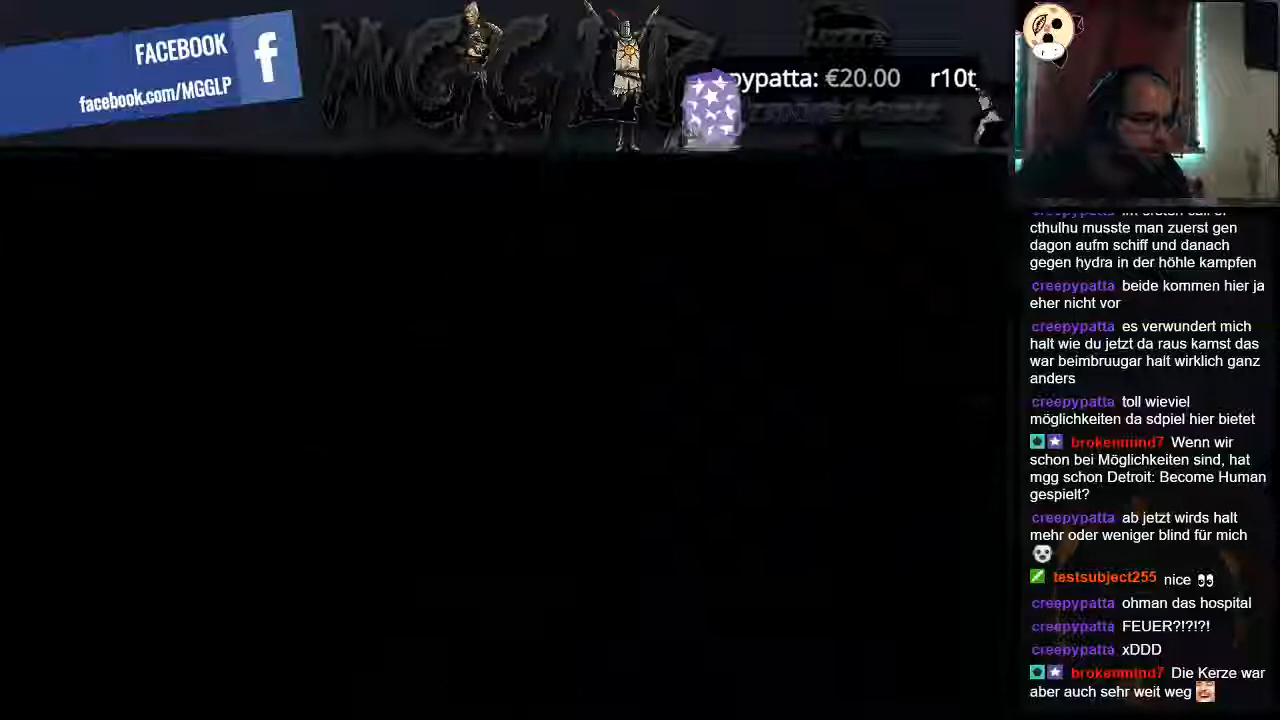 FACEBOOK
facebook.com/MGGLP
MGGLP
ypatta: €20.00 r10t
cthulhu musste man zuerst gen
dagon aufm schiff und danach
gegen hydra in der höhle kampfen
creepypatta beide kommen hier ja
eher nicht vor
creepypatta es verwundert mich
halt wie du jetzt da raus kamst das
war beimbruugar halt wirklich ganz
anders
creepypatta toll wieviel
möglichkeiten da sdpiel hier bietet
brokenmind7 Wenn wir
schon bei Möglichkeiten sind, hat
mgg schon Detroit: Become Human
gespielt?
creepypatta ab jetzt wirds halt
mehr oder weniger blind für mich
testsubject255 nice
creepypatta ohman das hospital
creepypatta FEUER?!?!?!
creepypatta xDDD
brokenmind7 Die Kerze war
aber auch sehr weit weg